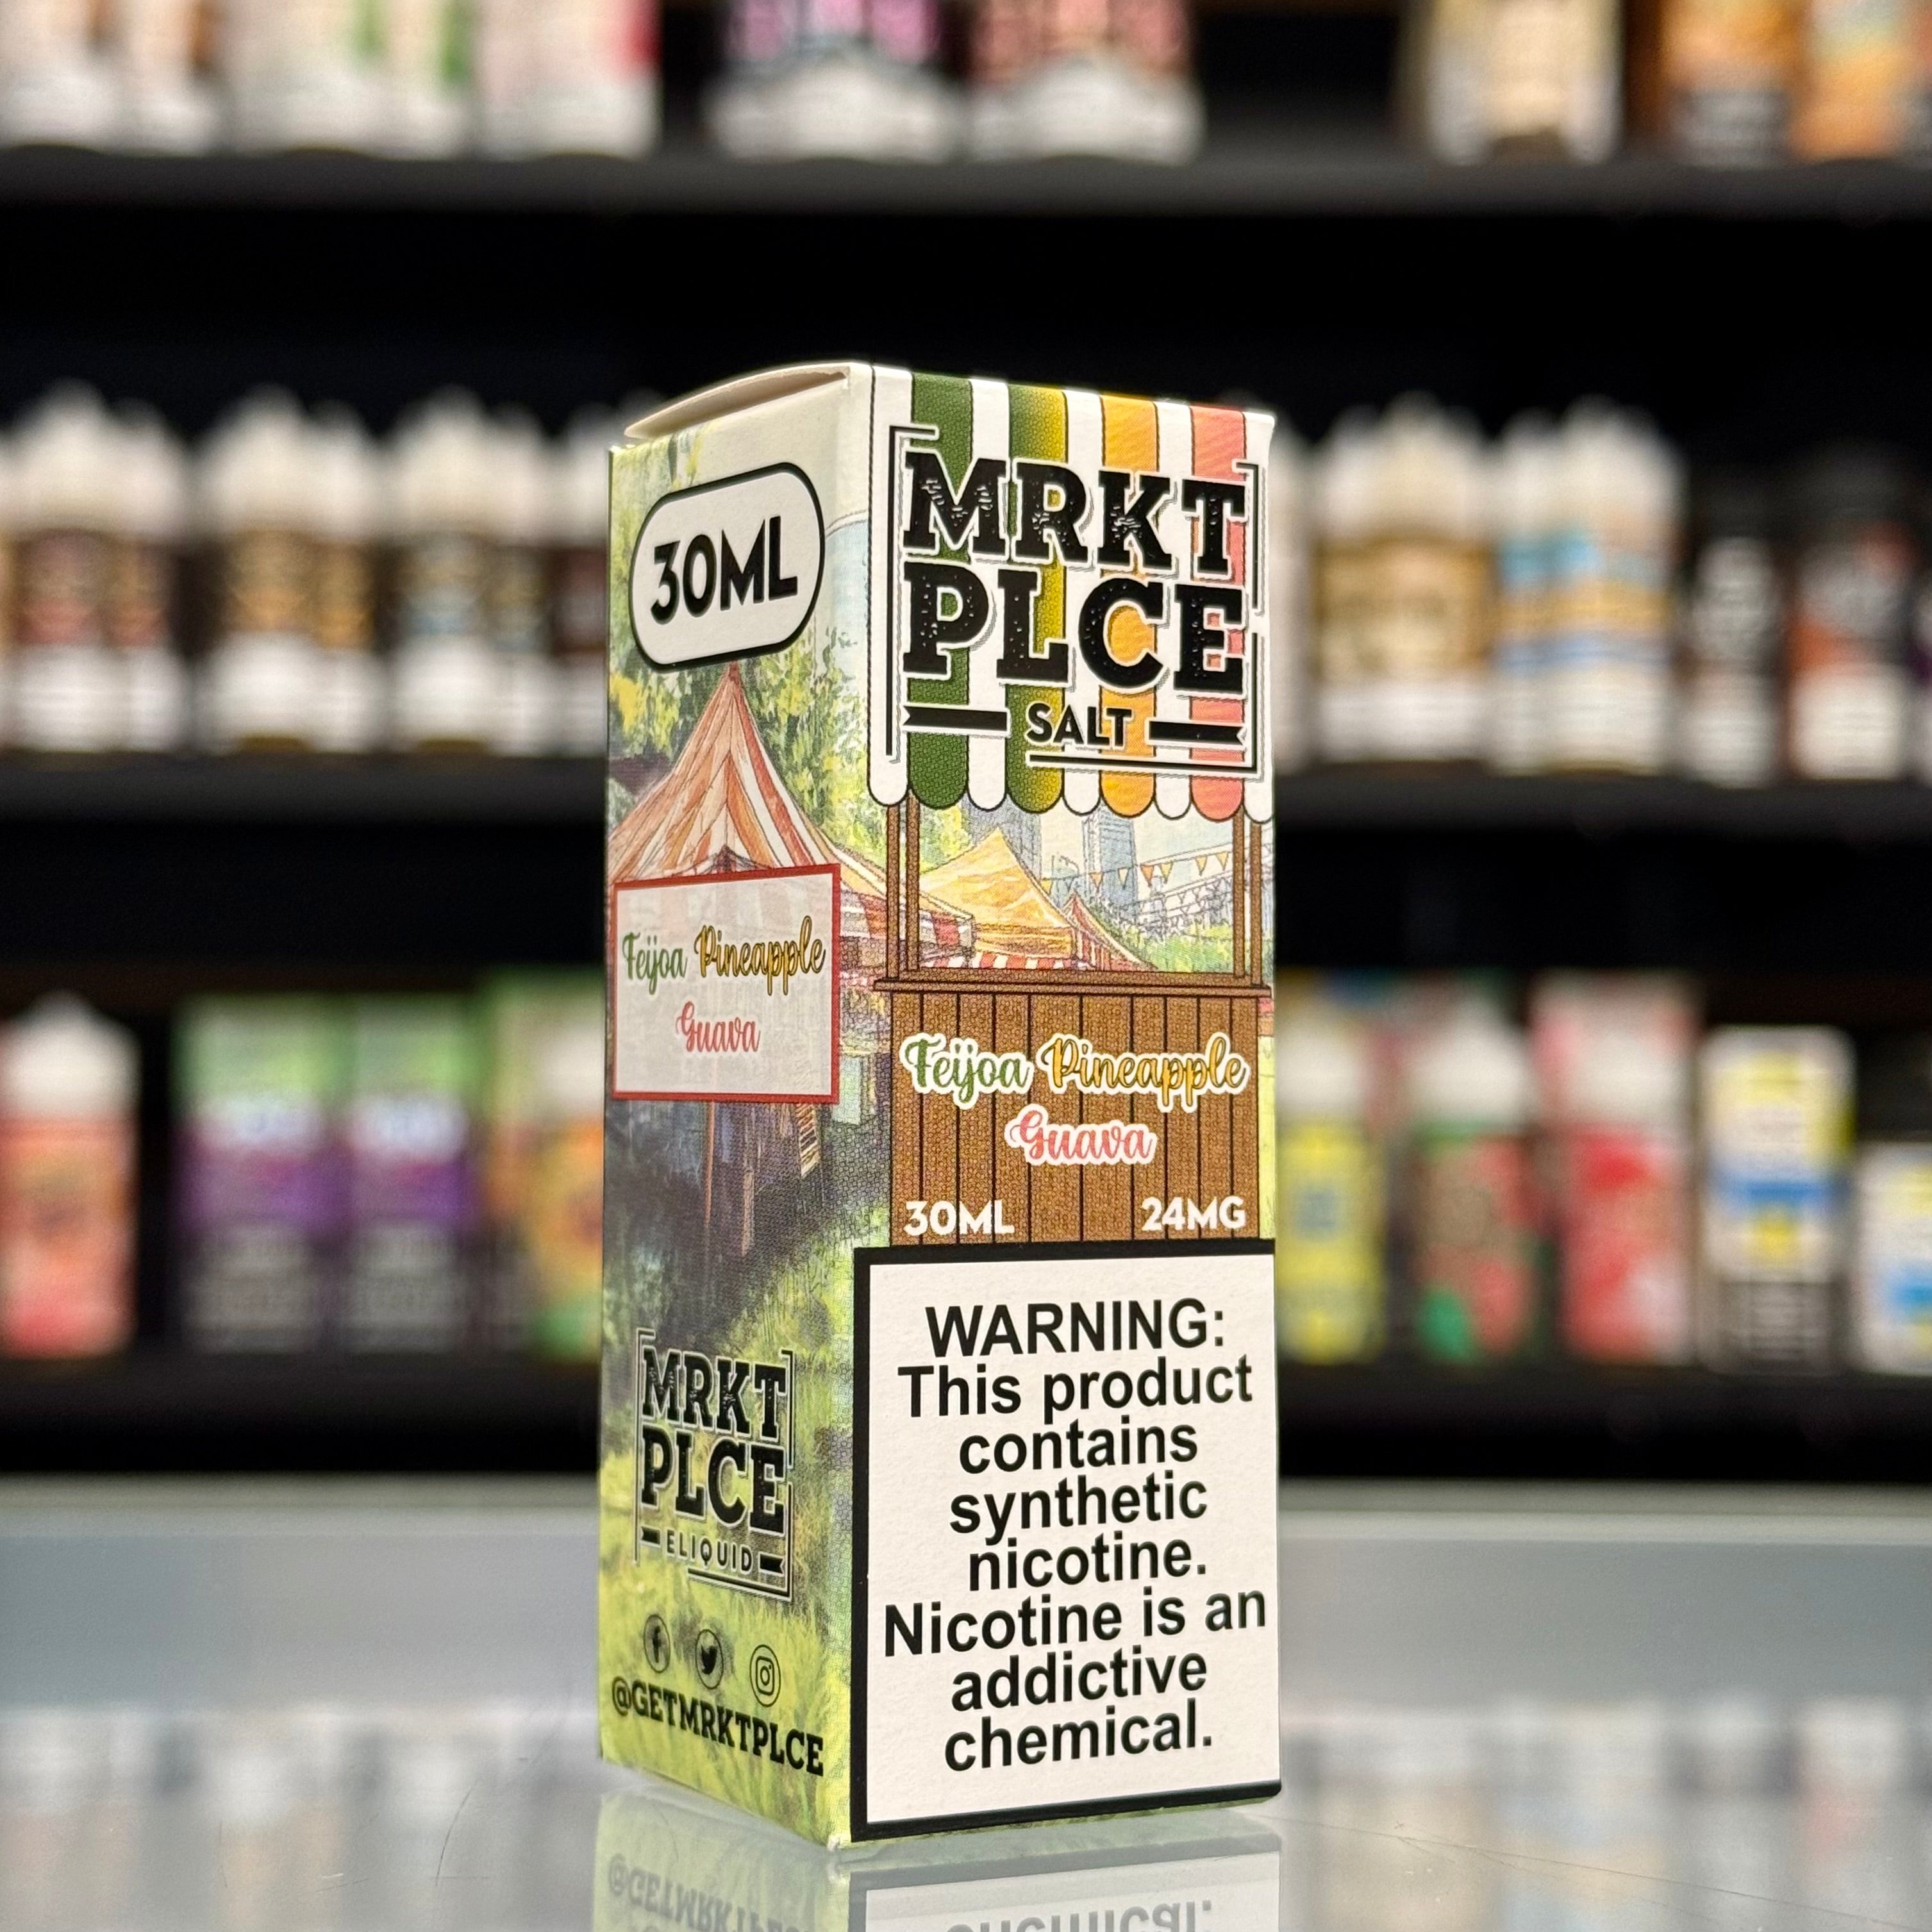 30ML
Feijoa Pineapple
Guava
MRKT
PLCE
ELIQUID
@GETMRKTPLCE
MRKT
PLCE
SALT
Feijoa Pineapple
Guava
30ML 24MG
WARNING:
This product
contains
synthetic
nicotine.
Nicotine is an
addictive
chemical.